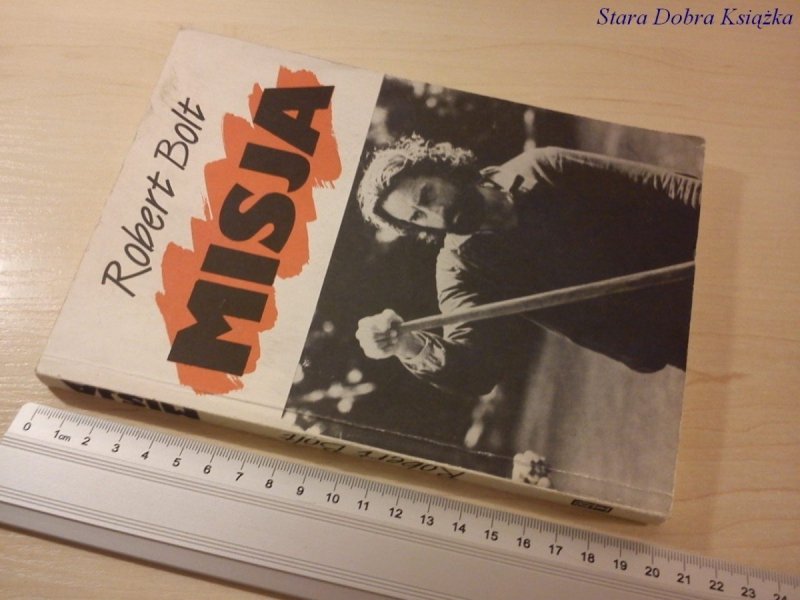 Stara Dobra Książka
Robert Bolt
MISJA
MISJA
Robert Bolt
0 1cm 2 3 4 5 6 7 8 9 10 11 12 13 14 15 16 17 18 19 20 21 22 23 24